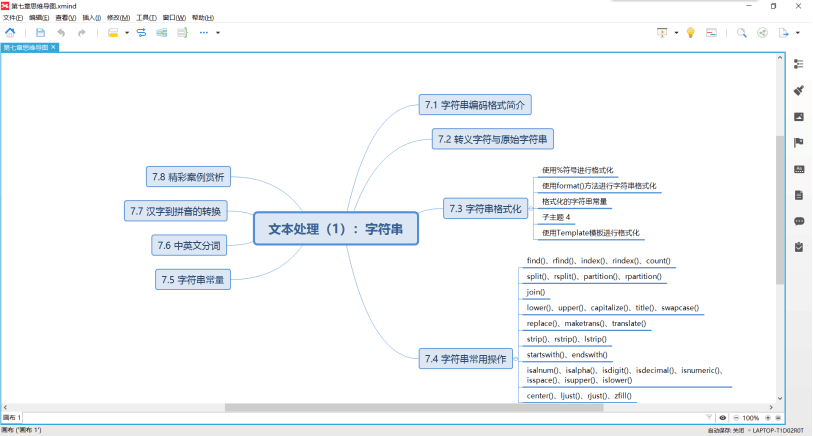 第七章思维导图.xmind
文件(F) 编辑(E) 查看(V) 插入(I) 修改(M) 工具(T) 窗口(W) 帮助(H)
第七章思维导图
7.1 字符串编码格式简介
7.2 转义字符与原始字符串
7.3 字符串格式化
使用%符号进行格式化
使用format()方法进行字符串格式化
格式化的字符串常量
子主题 4
使用Template模板进行格式化
文本处理（1）：字符串
7.8 精彩案例赏析
7.7 汉字到拼音的转换
7.6 中英文分词
7.5 字符串常量
7.4 字符串常用操作
find()、rfind()、index()、rindex()、count()
split()、rsplit()、partition()、rpartition()
join()
lower()、upper()、capitalize()、title()、swapcase()
replace()、maketrans()、translate()
strip()、rstrip()、lstrip()
startswith()、endswith()
isalnum()、isalpha()、isdigit()、isdecimal()、isnumeric()、
isspace()、isupper()、islower()
center()、ljust()、rjust()、zfill()
画布 1
100%
画布 ('画布 1')
自动保存: 关闭
LAPTOP-T1D02R0T